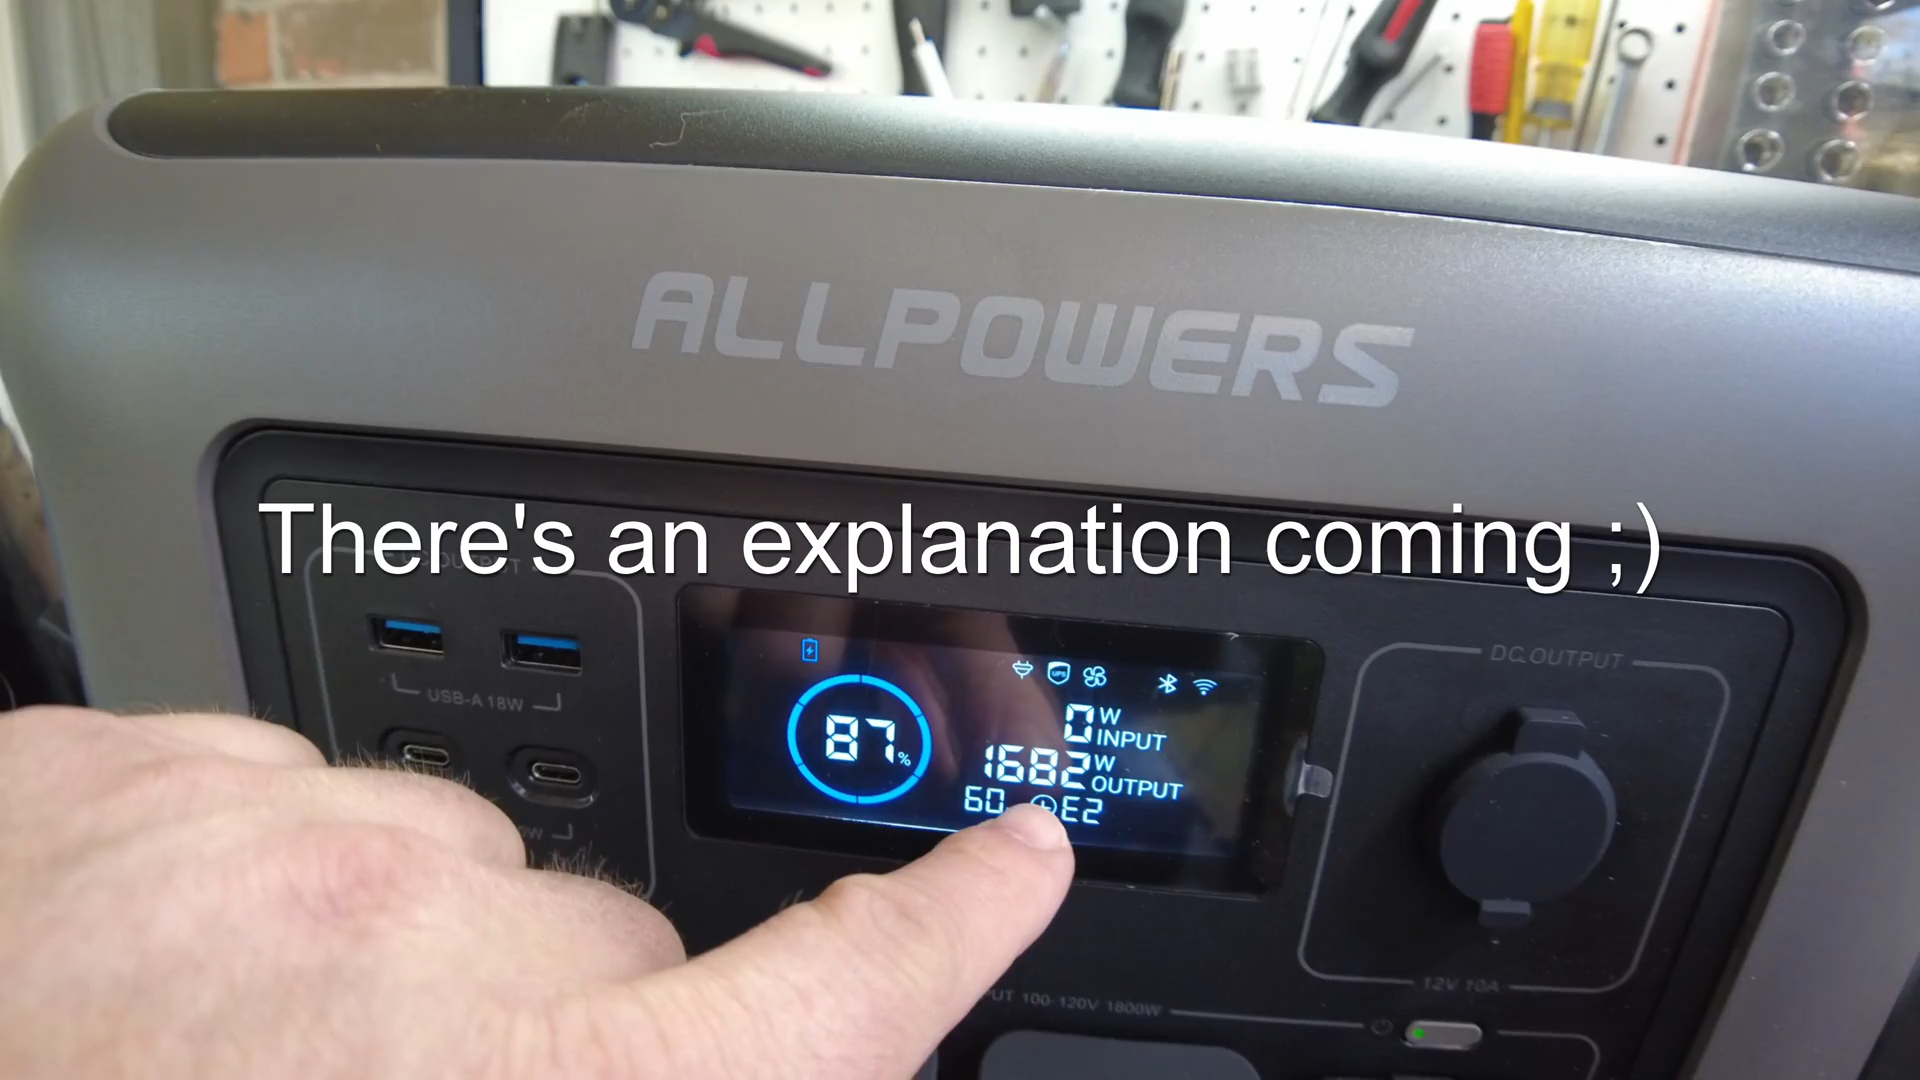 ALLPOWERS
There's an explanation coming ;)
USB-A 18W
UPS
87%
0W
INPUT
1682W
OUTPUT
60
E2
DC OUTPUT
12V 10A
100-120V 1800W